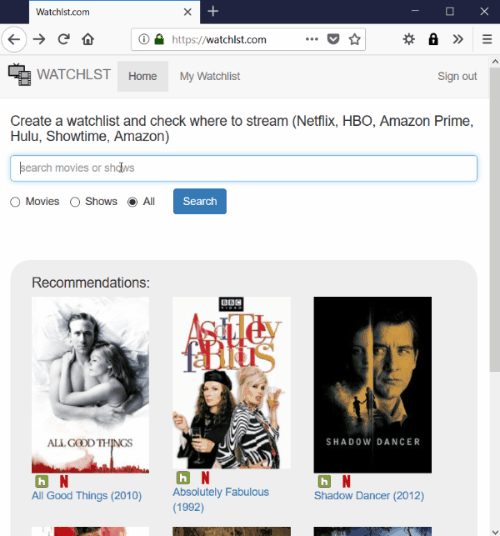 Watchlst.com
https://watchlst.com
WATCHLST
Home
My Watchlist
Sign out
Create a watchlist and check where to stream (Netflix, HBO, Amazon Prime,
Hulu, Showtime, Amazon)
search movies or shows
Movies
Shows
All
Search
Recommendations:
ALL GOOD THINGS
BBC
VIDEO
Absolutely
fabulous
SHADOW DANCER
h N
h N
h N
All Good Things (2010)
Absolutely Fabulous
(1992)
Shadow Dancer (2012)